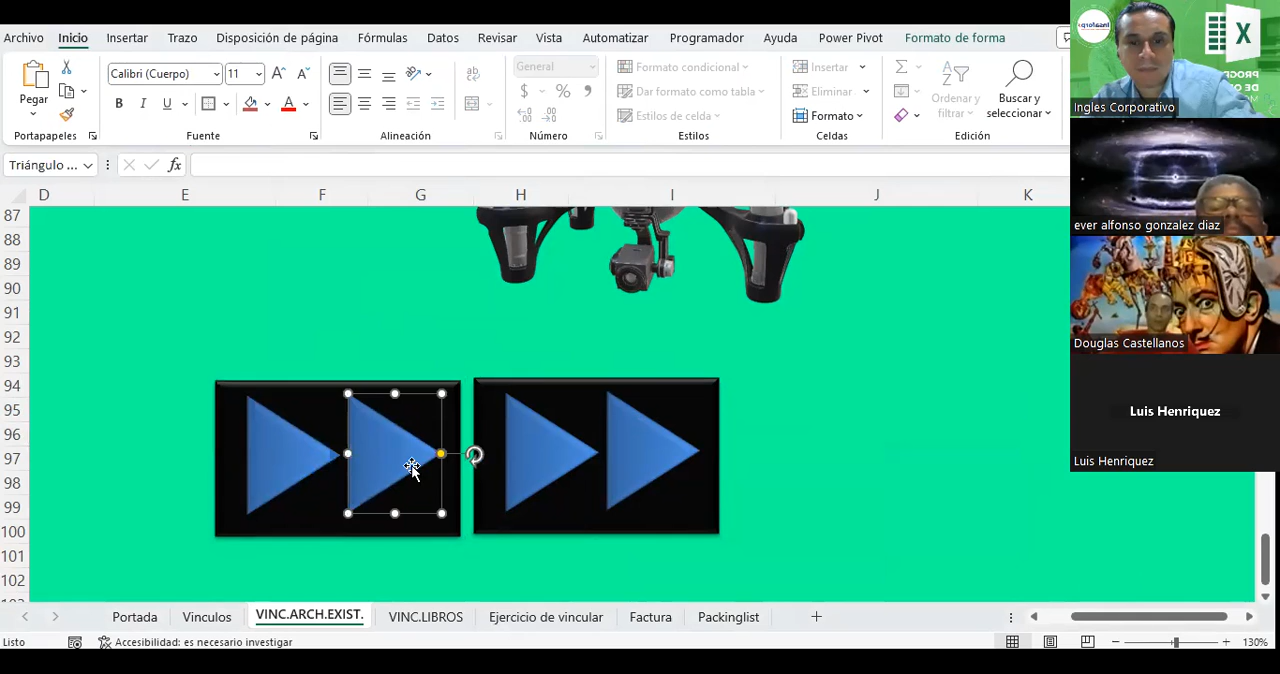 Archivo Inicio Insertar Trazo Disposición de página Fórmulas Datos Revisar Vista Automatizar Programador Ayuda Power Pivot Formato de forma
Pegar
Calibri (Cuerpo) 11
N K S
General
Formato condicional
Dar formato como tabla
Estilos de celda
Insertar
Eliminar
Formato
Ordenar y filtrar
Buscar y seleccionar
Portapapeles Fuente Alineación Número Estilos Celdas Edición
Triángulo ... fx
D E F G H I J K
87
88
89
90
91
92
93
94
95
96
97
98
99
100
101
102
Portada Vinculos VINC.ARCH.EXIST. VINC.LIBROS Ejercicio de vincular Factura Packinglist
Listo Accesibilidad: es necesario investigar 130%
Ingles Corporativo
ever alfonso gonzalez diaz
Douglas Castellanos
Luis Henriquez
Luis Henriquez